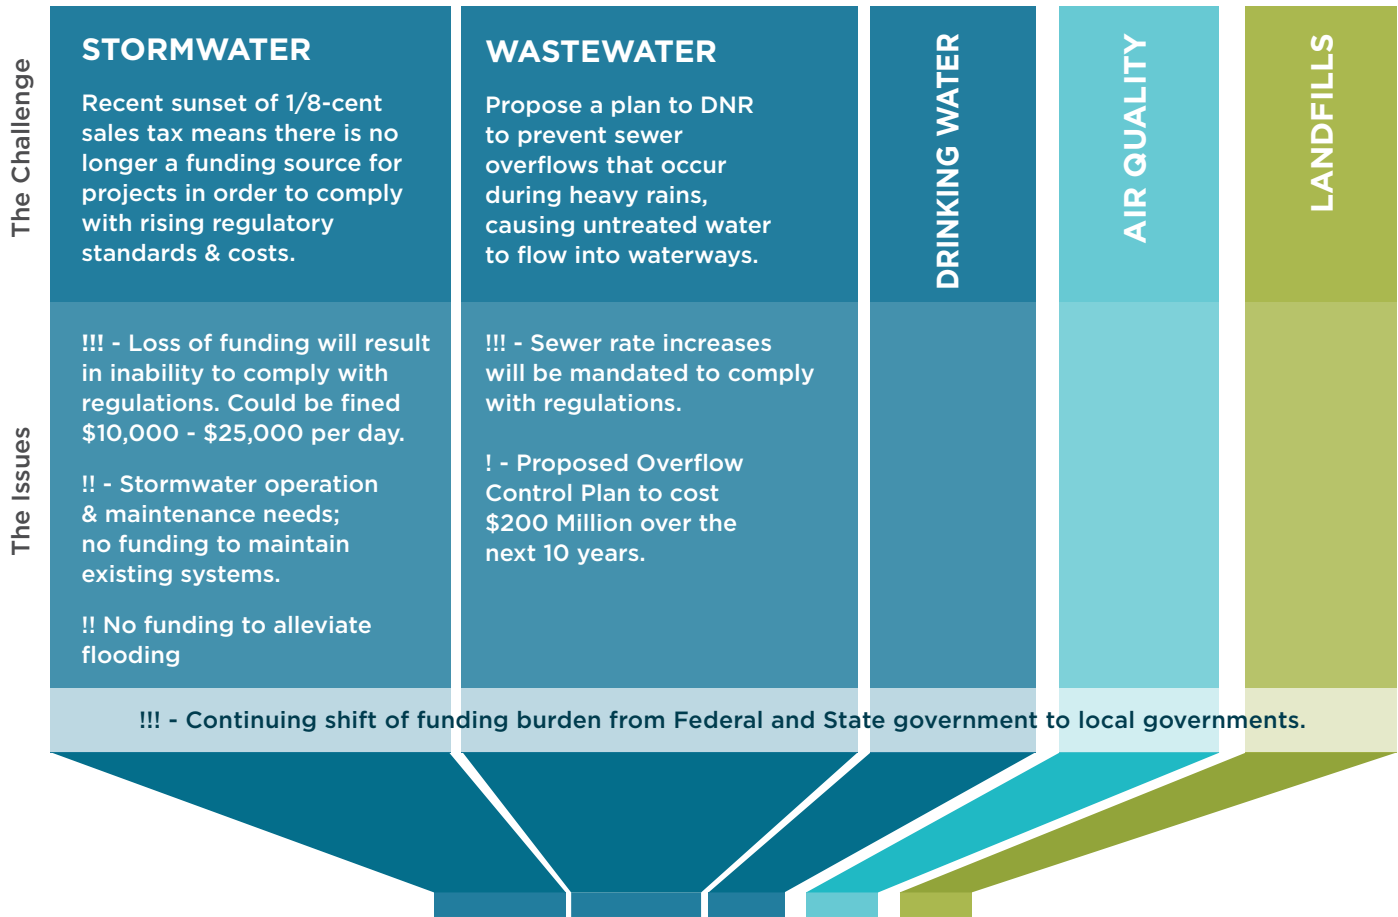 The Challenge
STORMWATER
Recent sunset of 1/8-cent
sales tax means there is no
longer a funding source for
projects in order to comply
with rising regulatory
standards & costs.
WASTEWATER
Propose a plan to DNR
to prevent sewer
overflows that occur
during heavy rains,
causing untreated water
to flow into waterways.
DRINKING WATER
AIR QUALITY
LANDFILLS
The Issues
!!! - Loss of funding will result
in inability to comply with
regulations. Could be fined
$10,000 - $25,000 per day.
!! - Stormwater operation
& maintenance needs;
no funding to maintain
existing systems.
!! No funding to alleviate
flooding
!!! - Sewer rate increases
will be mandated to comply
with regulations.
! - Proposed Overflow
Control Plan to cost
$200 Million over the
next 10 years.
!!! - Continuing shift of funding burden from Federal and State government to local governments.